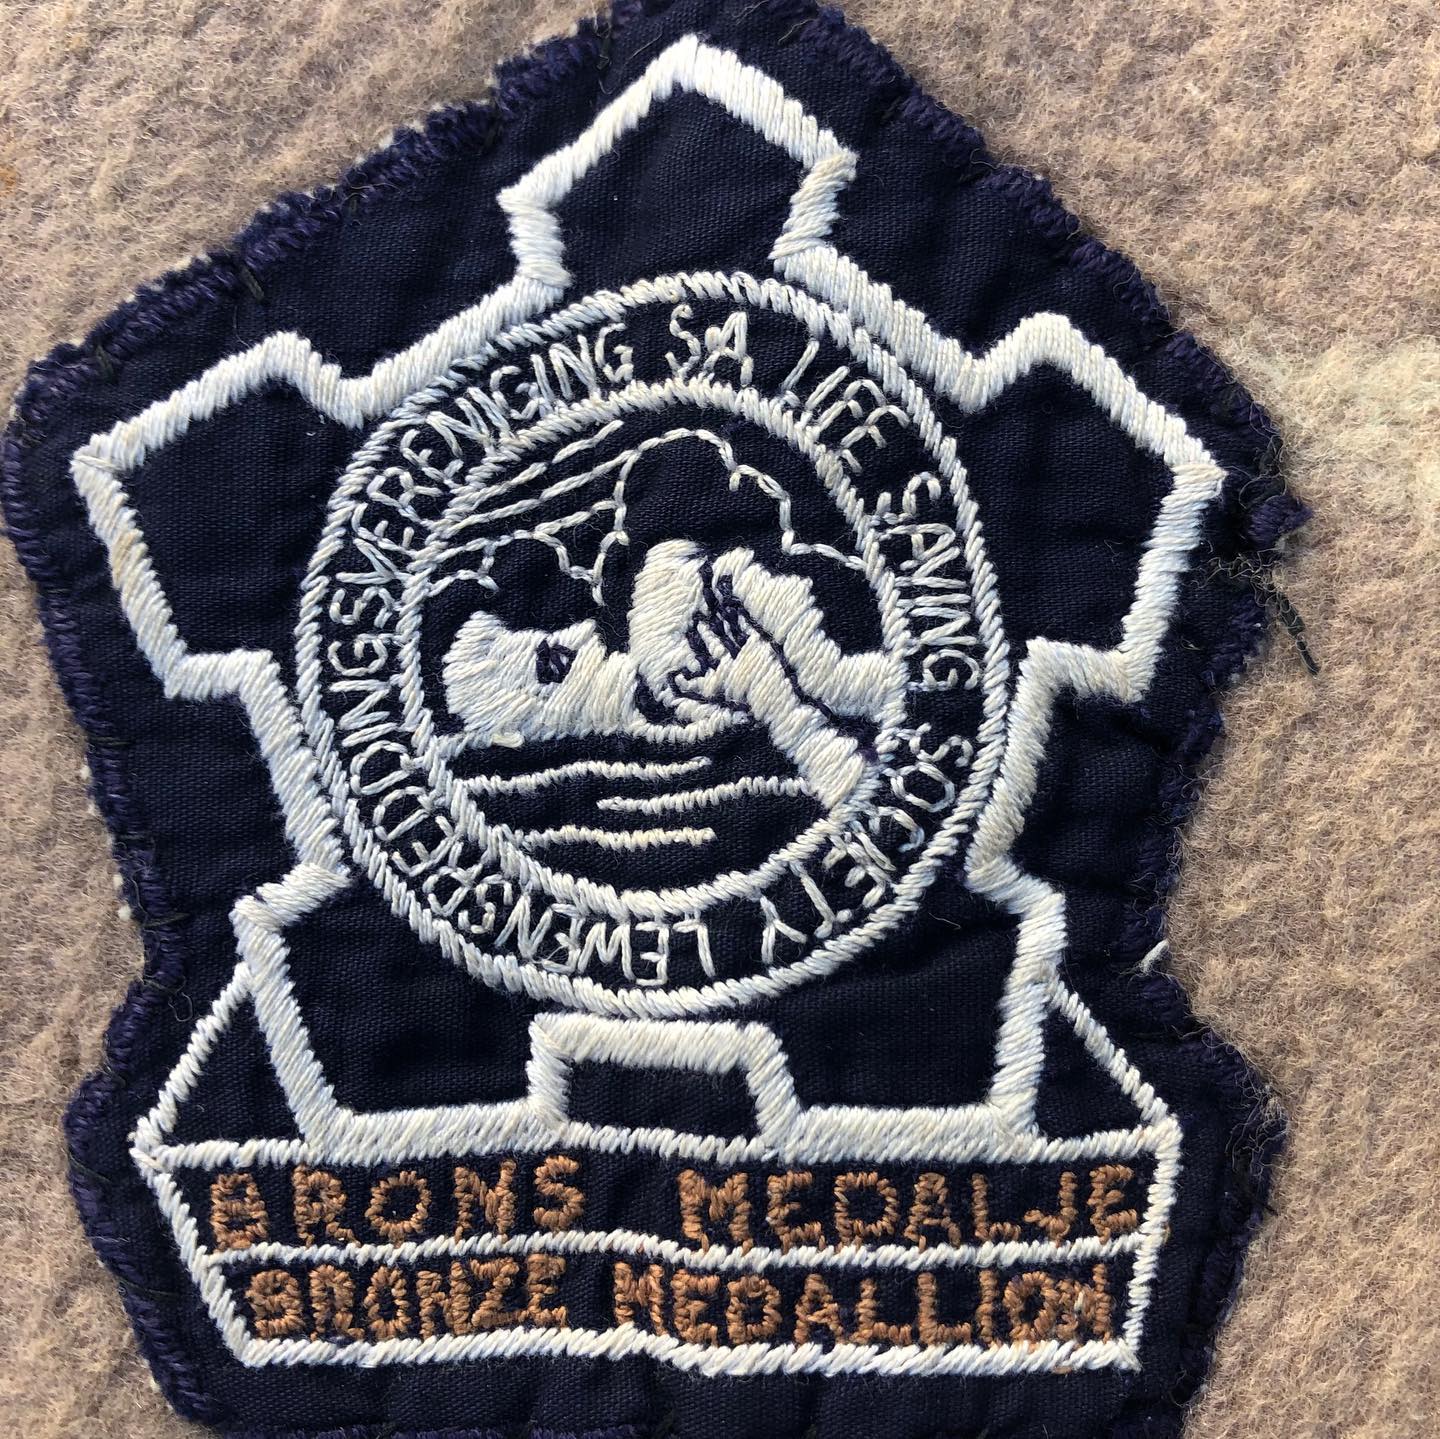 SA LIFE SAVING SOCIETY
LEWENSREDDINGSVERENIGING
BRONS MEDALJE
BRONZE MEDALLION